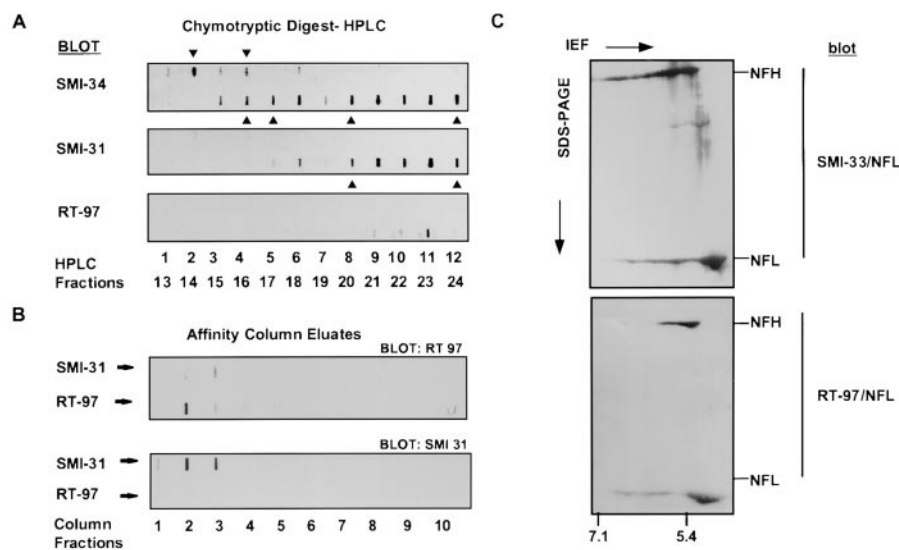 A
Chymotryptic Digest- HPLC
BLOT
SMI-34
SMI-31
RT-97
1 2 3 4 5 6 7 8 9 10 11 12
HPLC
Fractions
13 14 15 16 17 18 19 20 21 22 23 24
B
Affinity Column Eluates
BLOT: RT 97
SMI-31
RT-97
BLOT: SMI 31
SMI-31
RT-97
Column
Fractions
1 2 3 4 5 6 7 8 9 10
C
IEF
blot
SDS-PAGE
NFH
SMI-33/NFL
NFL
NFH
RT-97/NFL
NFL
7.1 5.4